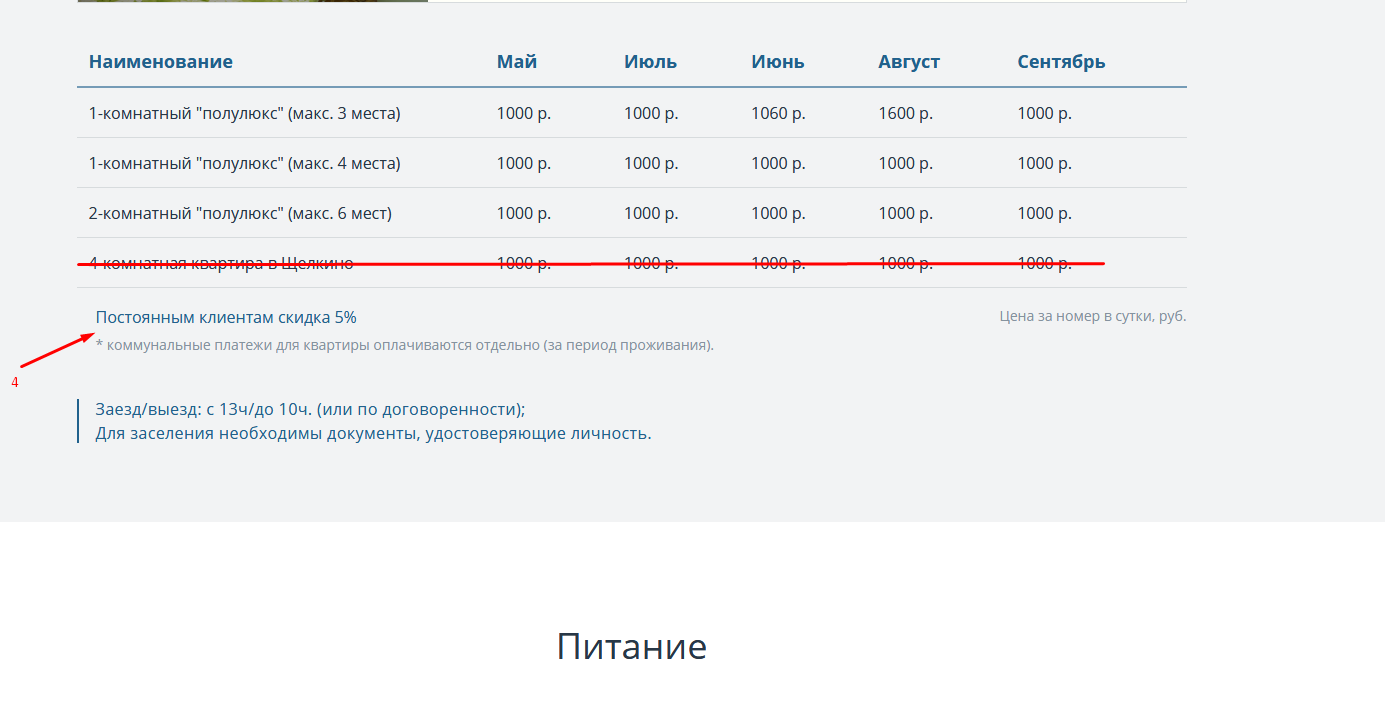 Наименование Май Июль Июнь Август Сентябрь
1-комнатный "полулюкс" (макс. 3 места) 1000 р. 1000 р. 1060 р. 1600 р. 1000 р.
1-комнатный "полулюкс" (макс. 4 места) 1000 р. 1000 р. 1000 р. 1000 р. 1000 р.
2-комнатный "полулюкс" (макс. 6 мест) 1000 р. 1000 р. 1000 р. 1000 р. 1000 р.
4-комнатная квартира в Щелкино 1000 р. 1000 р. 1000 р. 1000 р. 1000 р.
Постоянным клиентам скидка 5% Цена за номер в сутки, руб.
* коммунальные платежи для квартиры оплачиваются отдельно (за период проживания).
4
Заезд/выезд: с 13ч/до 10ч. (или по договоренности);
Для заселения необходимы документы, удостоверяющие личность.
Питание